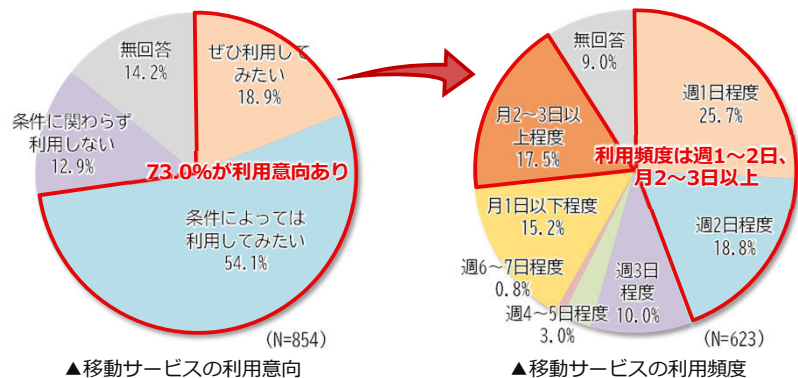 無回答
14.2%
ぜひ利用して
みたい
18.9%
条件に関わらず
利用しない
12.9%
73.0%が利用意向あり
条件によっては
利用してみたい
54.1%
(N=854)
▲移動サービスの利用意向
無回答
9.0%
週1日程度
25.7%
月2～3日以
上程度
17.5%
利用頻度は週1～2日、
月2～3日以上
月1日以下程度
15.2%
週2日程度
18.8%
週6～7日程度
0.8%
週3日
程度
10.0%
週4～5日程度
3.0%
(N=623)
▲移動サービスの利用頻度